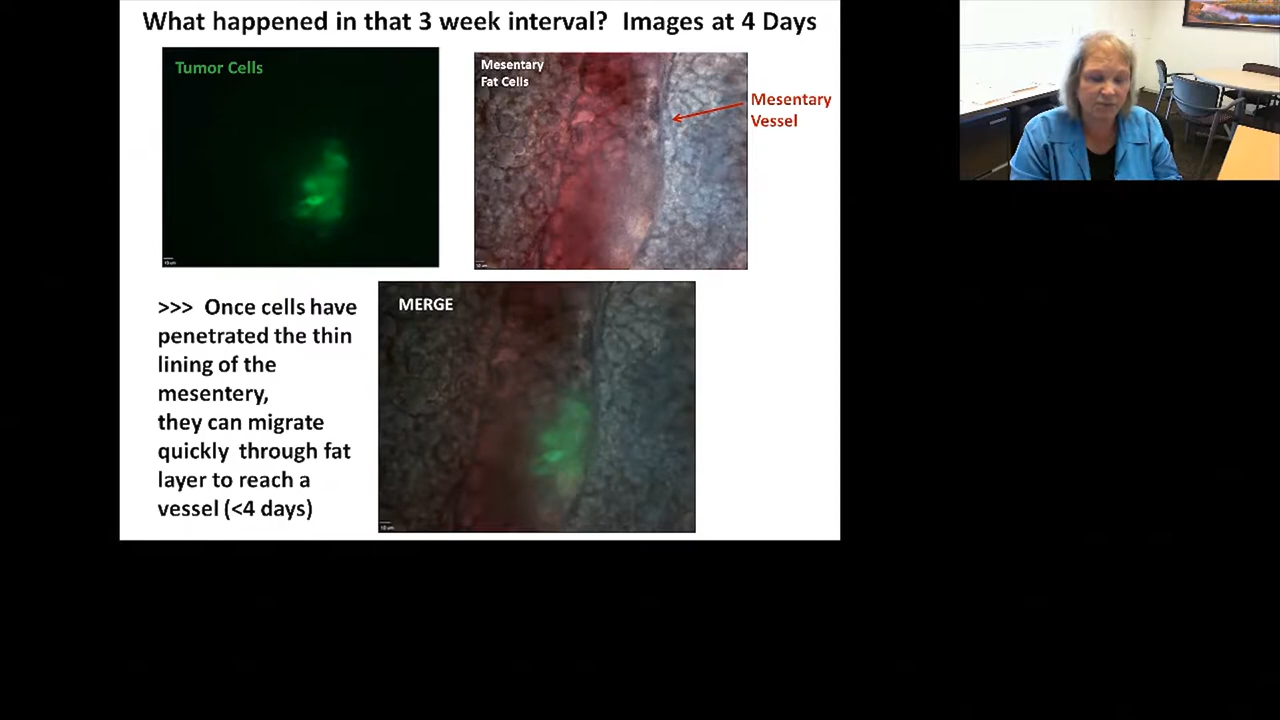 What happened in that 3 week interval?  Images at 4 Days
Tumor Cells
Mesentary
Fat Cells
Mesentary
Vessel
>>>  Once cells have
penetrated the thin
lining of the
mesentery,
they can migrate
quickly  through fat
layer to reach a
vessel (<4 days)
MERGE